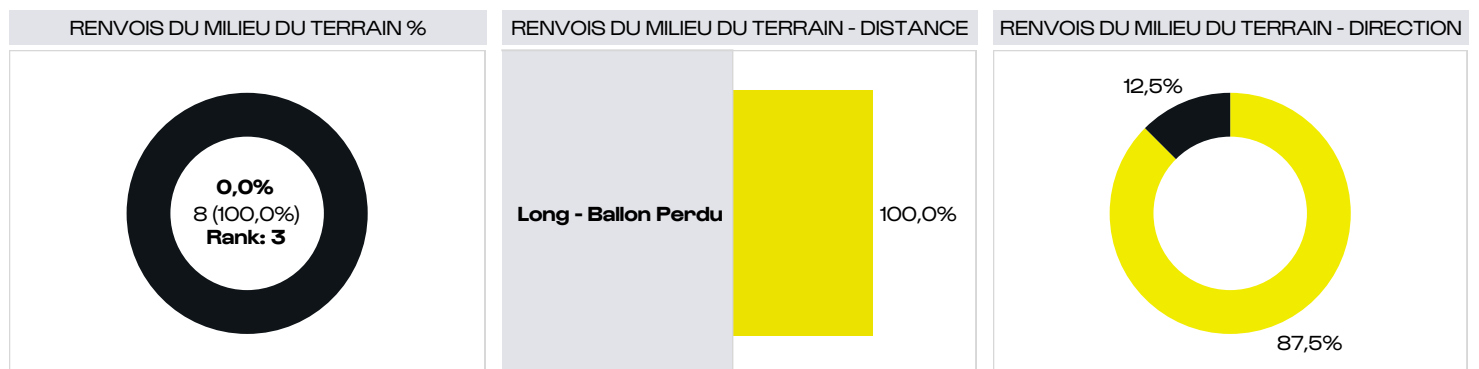 RENVOIS DU MILIEU DU TERRAIN %
0,0%
8 (100,0%)
Rank: 3
RENVOIS DU MILIEU DU TERRAIN - DISTANCE
Long - Ballon Perdu
100,0%
RENVOIS DU MILIEU DU TERRAIN - DIRECTION
12,5%
87,5%